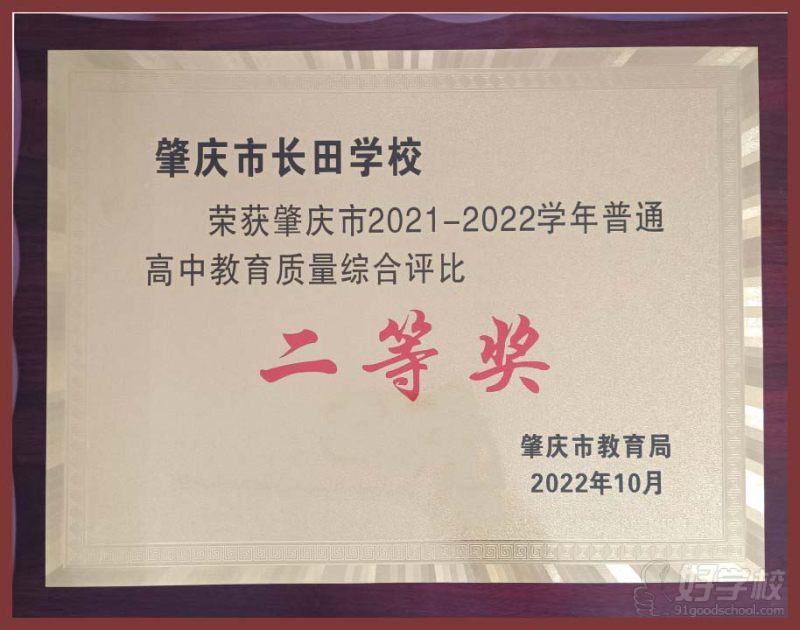 肇庆市长田学校
荣获肇庆市2021-2022学年普通
高中教育质量综合评比
二等奖
肇庆市教育局
2022年10月
好学校
91goodschool.com